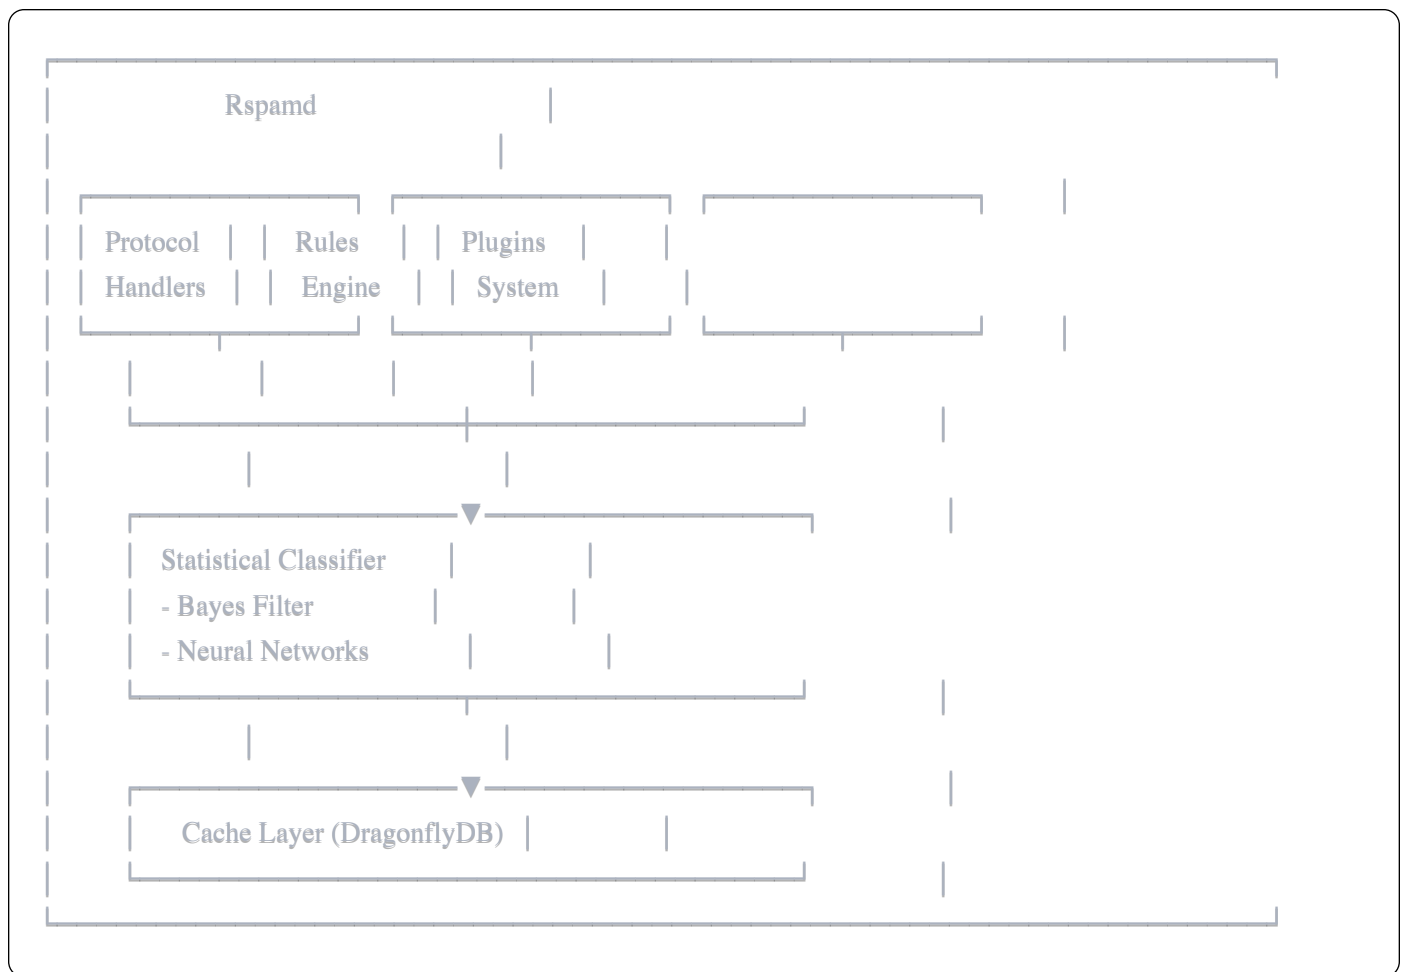 Rspamd
Protocol Rules Plugins
Handlers Engine System
Statistical Classifier
- Bayes Filter
- Neural Networks
Cache Layer (DragonflyDB)